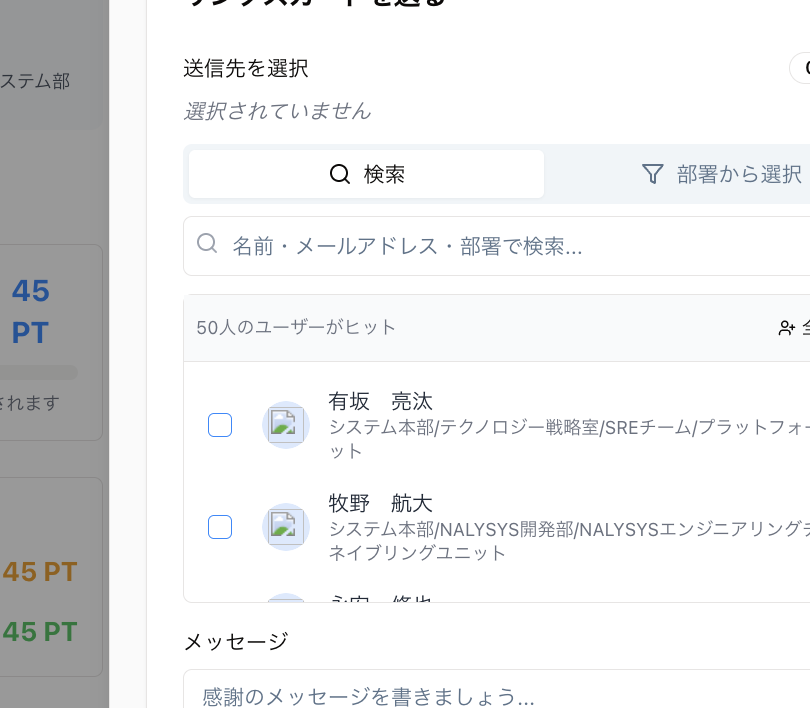 送信先を選択
ステム部
選択されていません
検索
部署から選択
名前・メールアドレス・部署で検索...
45
PT
50人のユーザーがヒット
全
されます
有坂　亮汰
システム本部/テクノロジー戦略室/SREチーム/プラットフォー
ット
牧野　航大
システム本部/NALYSYS開発部/NALYSYSエンジニアリング
ネイブリングユニット
45 PT
45 PT
メッセージ
感謝のメッセージを書きましょう...